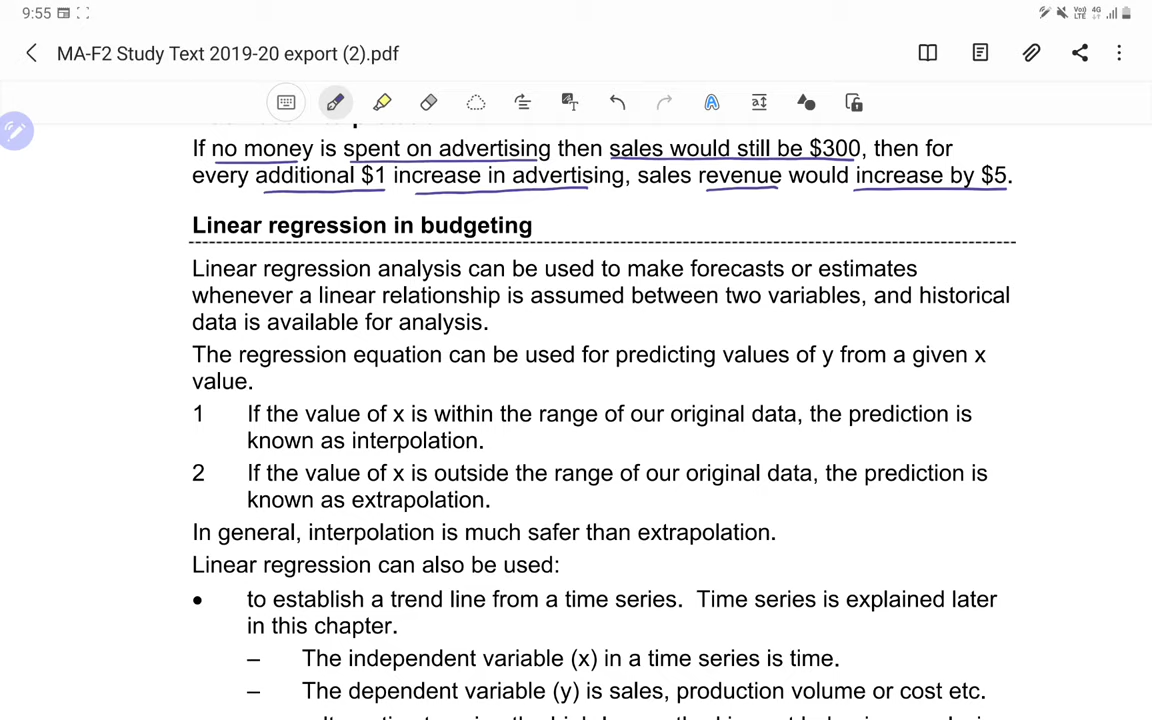 9:55
Vo)) 4G
LTE
MA-F2 Study Text 2019-20 export (2).pdf
If no money is spent on advertising then sales would still be $300, then for
every additional $1 increase in advertising, sales revenue would increase by $5.
Linear regression in budgeting
Linear regression analysis can be used to make forecasts or estimates
whenever a linear relationship is assumed between two variables, and historical
data is available for analysis.
The regression equation can be used for predicting values of y from a given x
value.
1 If the value of x is within the range of our original data, the prediction is
known as interpolation.
2 If the value of x is outside the range of our original data, the prediction is
known as extrapolation.
In general, interpolation is much safer than extrapolation.
Linear regression can also be used:
• to establish a trend line from a time series. Time series is explained later
in this chapter.
– The independent variable (x) in a time series is time.
– The dependent variable (y) is sales, production volume or cost etc.